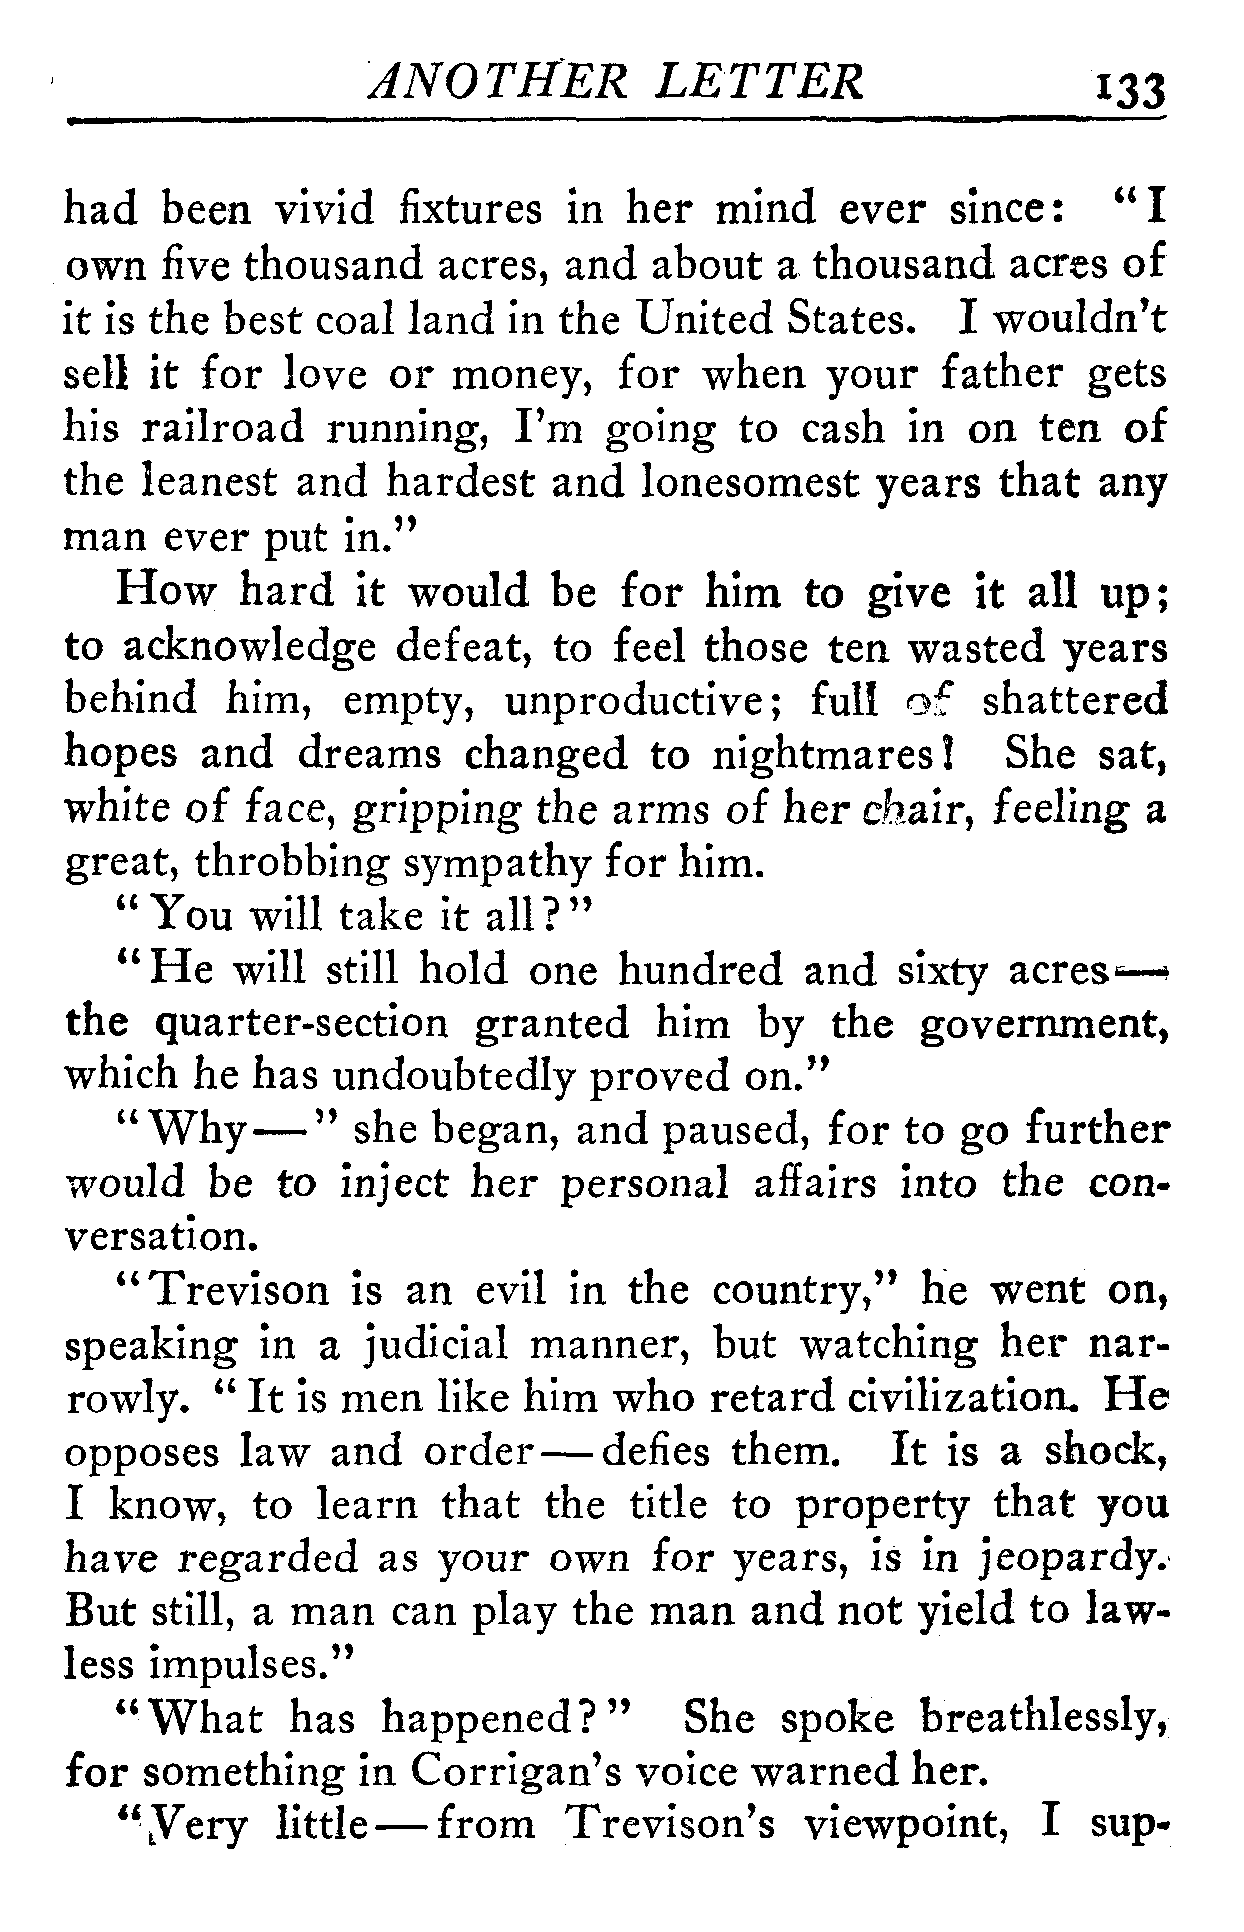 ANOTHER LETTER 133
had been vivid fixtures in her mind ever since: "I
own five thousand acres, and about a thousand acres of
it is the best coal land in the United States. I wouldn't
sell it for love or money, for when your father gets
his railroad running, I'm going to cash in on ten of
the leanest and hardest and lonesomest years that any
man ever put in."
How hard it would be for him to give it all up;
to acknowledge defeat, to feel those ten wasted years
behind him, empty, unproductive; full of shattered
hopes and dreams changed to nightmares! She sat,
white of face, gripping the arms of her chair, feeling a
great, throbbing sympathy for him.
"You will take it all?"
"He will still hold one hundred and sixty acres—
the quarter-section granted him by the government,
which he has undoubtedly proved on."
"Why—" she began, and paused, for to go further
would be to inject her personal affairs into the con-
versation.
"Trevison is an evil in the country," he went on,
speaking in a judicial manner, but watching her nar-
rowly. "It is men like him who retard civilization. He
opposes law and order—defies them. It is a shock,
I know, to learn that the title to property that you
have regarded as your own for years, is in jeopardy.
But still, a man can play the man and not yield to law-
less impulses."
"What has happened?" She spoke breathlessly,
for something in Corrigan's voice warned her.
"Very little—from Trevison's viewpoint, I sup-